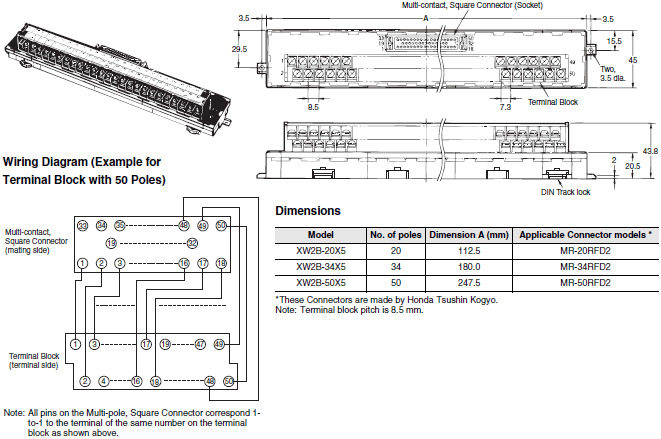 Multi-contact, Square Connector (Socket)
3.5
A
3.5
29.5
15.5
45
1
2
49
50
Two,
3.5 dia.
8.5
7.3
Terminal Block
43.8
2
20.5
DIN Track lock
Wiring Diagram (Example for
Terminal Block with 50 Poles)
Multi-contact,
Square Connector
(mating side)
33 34 35 48 49 50
19 32
1 2 3 16 17 18
Terminal Block
(terminal side)
1 3 17 19 47 49
2 4 16 18 48 50
Note: All pins on the Multi-pole, Square Connector correspond 1-
to-1 to the terminal of the same number on the terminal
block as shown above.
Dimensions
Model No. of poles Dimension A (mm) Applicable Connector models *
XW2B-20X5 20 112.5 MR-20RFD2
XW2B-34X5 34 180.0 MR-34RFD2
XW2B-50X5 50 247.5 MR-50RFD2
*These Connectors are made by Honda Tsushin Kogyo.
Note: Terminal block pitch is 8.5 mm.